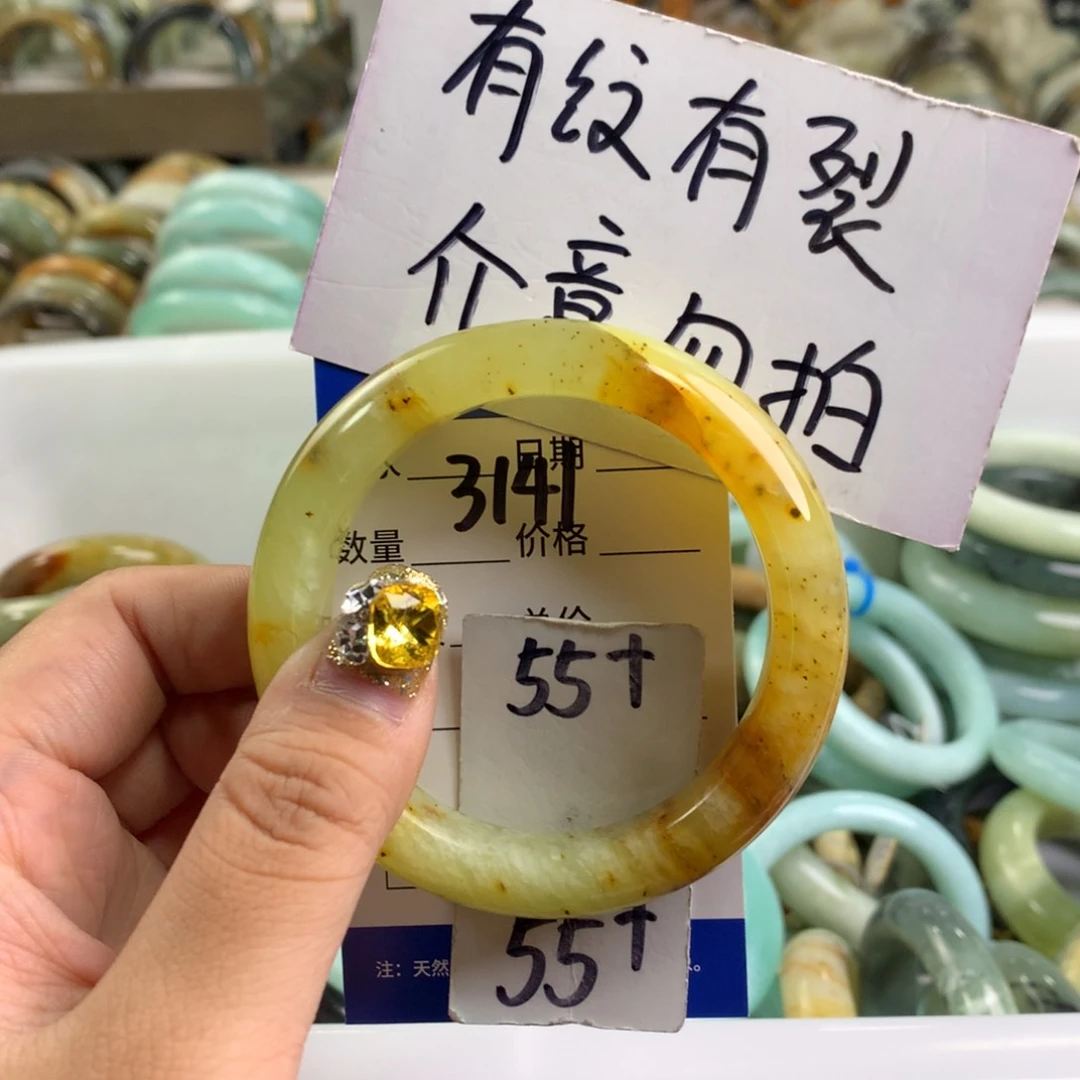 有纹有裂
介意勿拍
日期
3141
数量
价格
55+
55+
注：天然